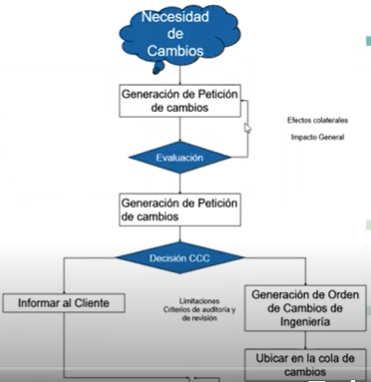 Necesidad
de
Cambios
Generación de Petición
de cambios
Efectos colaterales
Impacto General
Evaluación
Generación de Petición
de cambios
Decisión CCC
Informar al Cliente
Limitaciones
Criterios de auditoría y
de revisión
Generación de Orden
de Cambios de
Ingeniería
Ubicar en la cola de
cambios